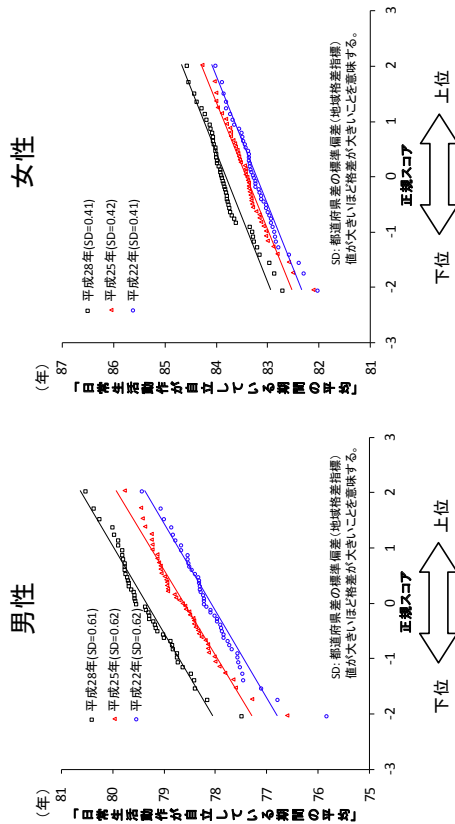 男性
(年)
「日常生活動作が自立している期間の平均」
81
80
79
78
77
76
75
□ 平成28年(SD=0.61)
△ 平成25年(SD=0.62)
○ 平成22年(SD=0.62)
SD: 都道府県差の標準偏差(地域格差指標)
値が大きいほど格差が大きいことを意味する。
-3
-2
-1
0
1
2
3
正規スコア
下位
上位
女性
(年)
「日常生活動作が自立している期間の平均」
87
86
85
84
83
82
81
□ 平成28年(SD=0.41)
△ 平成25年(SD=0.42)
○ 平成22年(SD=0.41)
SD: 都道府県差の標準偏差(地域格差指標)
値が大きいほど格差が大きいことを意味する。
-3
-2
-1
0
1
2
3
正規スコア
下位
上位